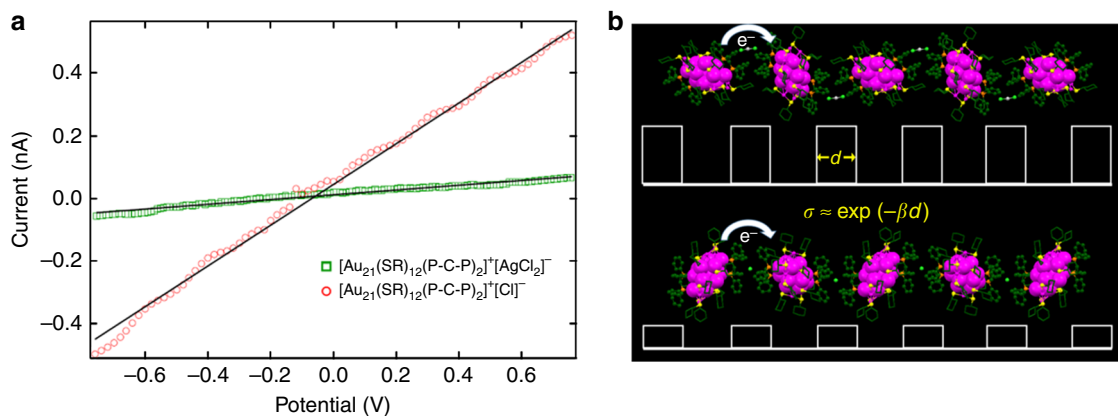 a
0.4
0.2
0.0
−0.2
−0.4
Current (nA)
[Au₂₁(SR)₁₂(P-C-P)₂]⁺[AgCl₂]⁻
[Au₂₁(SR)₁₂(P-C-P)₂]⁺[Cl]⁻
−0.6 −0.4 −0.2 0.0 0.2 0.4 0.6
Potential (V)
b
e⁻
d
σ ≈ exp (−βd)
e⁻